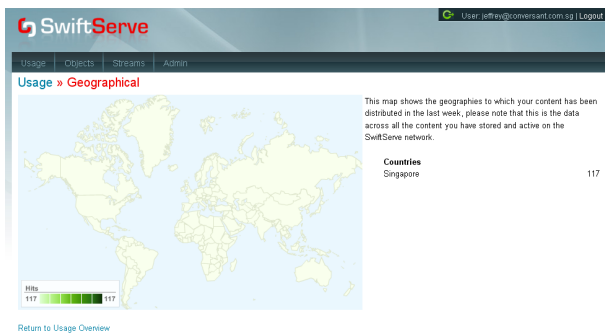 User: jeffrey@conversant.com.sg | Logout
SwiftServe
Usage Objects Streams Admin
Usage » Geographical
This map shows the geographies to which your content has been
distributed in the last week, please note that this is the data
across all the content you have stored and active on the
SwiftServe network.
Countries
Singapore 117
Hits
117 117
Return to Usage Overview